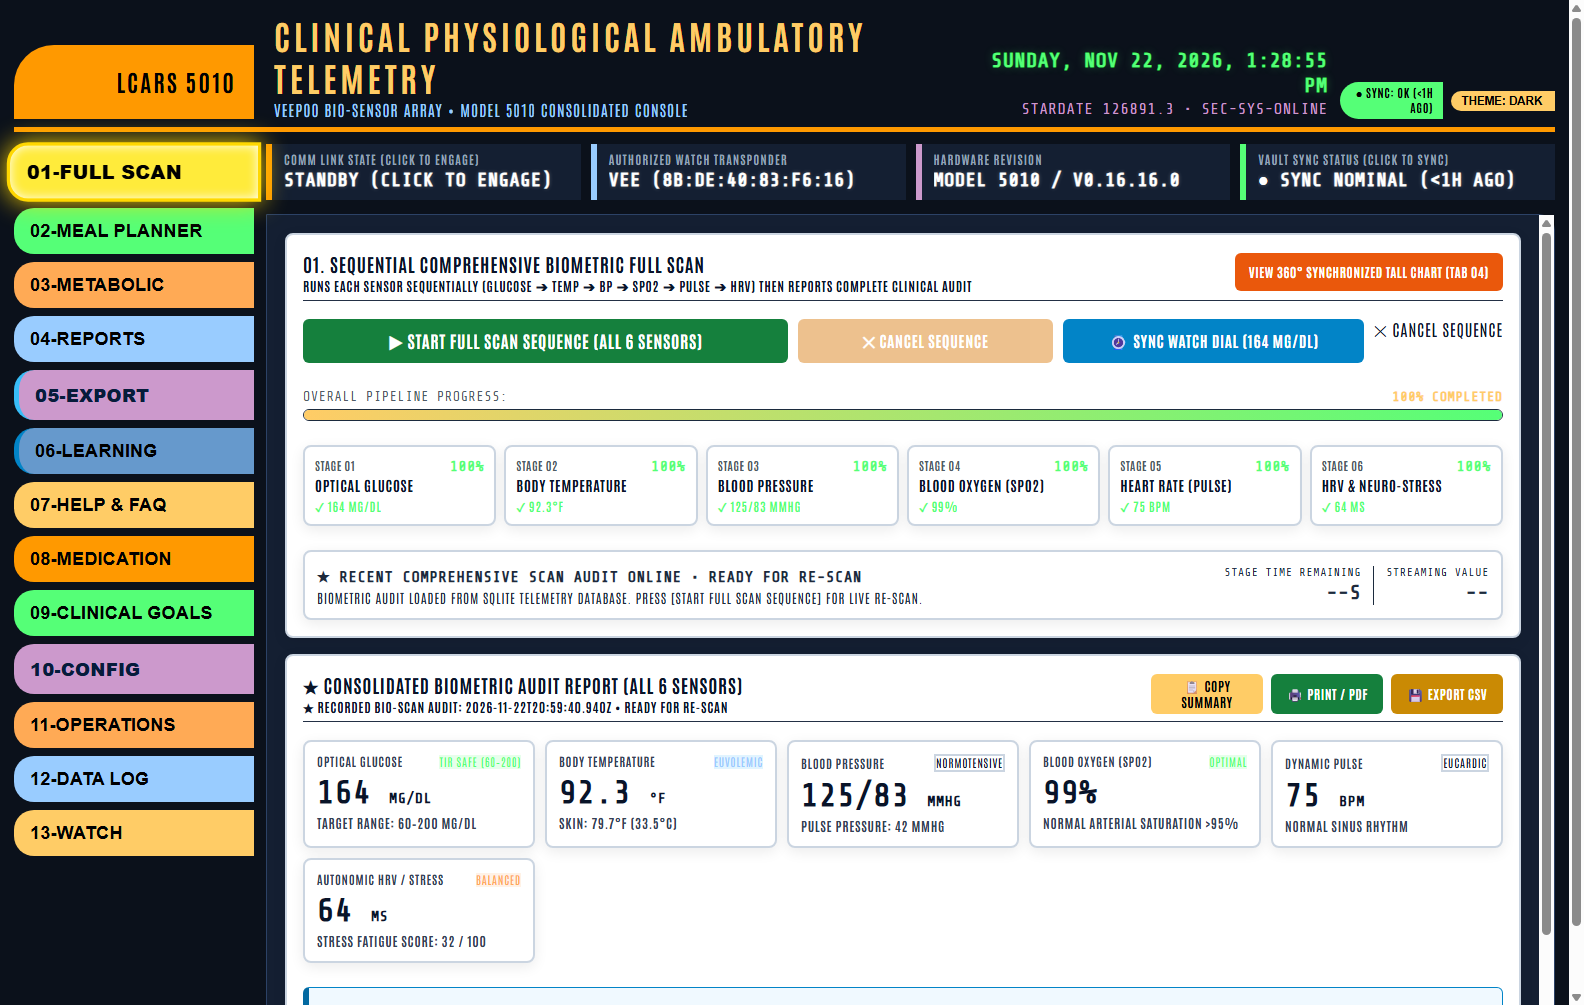 LCARS 5010
CLINICAL PHYSIOLOGICAL AMBULATORY
TELEMETRY
VEEPOO BIO-SENSOR ARRAY • MODEL 5010 CONSOLIDATED CONSOLE
SUNDAY, NOV 22, 2026, 1:28:55
PM
STARDATE 126891.3 · SEC-SYS-ONLINE
● SYNC: OK (<1H
AGO)
THEME: DARK
01-FULL SCAN
02-MEAL PLANNER
03-METABOLIC
04-REPORTS
05-EXPORT
06-LEARNING
07-HELP & FAQ
08-MEDICATION
09-CLINICAL GOALS
10-CONFIG
11-OPERATIONS
12-DATA LOG
13-WATCH
COMM LINK STATE (CLICK TO ENGAGE)
STANDBY (CLICK TO ENGAGE)
AUTHORIZED WATCH TRANSPONDER
VEE (8B:DE:40:83:F6:16)
HARDWARE REVISION
MODEL 5010 / V0.16.16.0
VAULT SYNC STATUS (CLICK TO SYNC)
● SYNC NOMINAL (<1H AGO)
01. SEQUENTIAL COMPREHENSIVE BIOMETRIC FULL SCAN
RUNS EACH SENSOR SEQUENTIALLY (GLUCOSE ➔ TEMP ➔ BP ➔ SPO2 ➔ PULSE ➔ HRV) THEN REPORTS COMPLETE CLINICAL AUDIT
VIEW 360° SYNCHRONIZED TALL CHART (TAB 04)
▶ START FULL SCAN SEQUENCE (ALL 6 SENSORS)
✕ CANCEL SEQUENCE
SYNC WATCH DIAL (164 MG/DL)
✕ CANCEL SEQUENCE
OVERALL PIPELINE PROGRESS:
100% COMPLETED
STAGE 01 100%
OPTICAL GLUCOSE
✓ 164 MG/DL
STAGE 02 100%
BODY TEMPERATURE
✓ 92.3°F
STAGE 03 100%
BLOOD PRESSURE
✓ 125/83 MMHG
STAGE 04 100%
BLOOD OXYGEN (SPO2)
✓ 99%
STAGE 05 100%
HEART RATE (PULSE)
✓ 75 BPM
STAGE 06 100%
HRV & NEURO-STRESS
✓ 64 MS
★ RECENT COMPREHENSIVE SCAN AUDIT ONLINE · READY FOR RE-SCAN
BIOMETRIC AUDIT LOADED FROM SQLITE TELEMETRY DATABASE. PRESS [START FULL SCAN SEQUENCE] FOR LIVE RE-SCAN.
STAGE TIME REMAINING
--S
STREAMING VALUE
--
★ CONSOLIDATED BIOMETRIC AUDIT REPORT (ALL 6 SENSORS)
★ RECORDED BIO-SCAN AUDIT: 2026-11-22T20:59:40.940Z • READY FOR RE-SCAN
COPY
SUMMARY
PRINT / PDF
EXPORT CSV
OPTICAL GLUCOSE TIR SAFE (60-200)
164 MG/DL
TARGET RANGE: 60-200 MG/DL
BODY TEMPERATURE EUVOLEMIC
92.3 °F
SKIN: 79.7°F (33.5°C)
BLOOD PRESSURE NORMOTENSIVE
125/83 MMHG
PULSE PRESSURE: 42 MMHG
BLOOD OXYGEN (SPO2) OPTIMAL
99%
NORMAL ARTERIAL SATURATION >95%
DYNAMIC PULSE EUCARDIC
75 BPM
NORMAL SINUS RHYTHM
AUTONOMIC HRV / STRESS BALANCED
64 MS
STRESS FATIGUE SCORE: 32 / 100